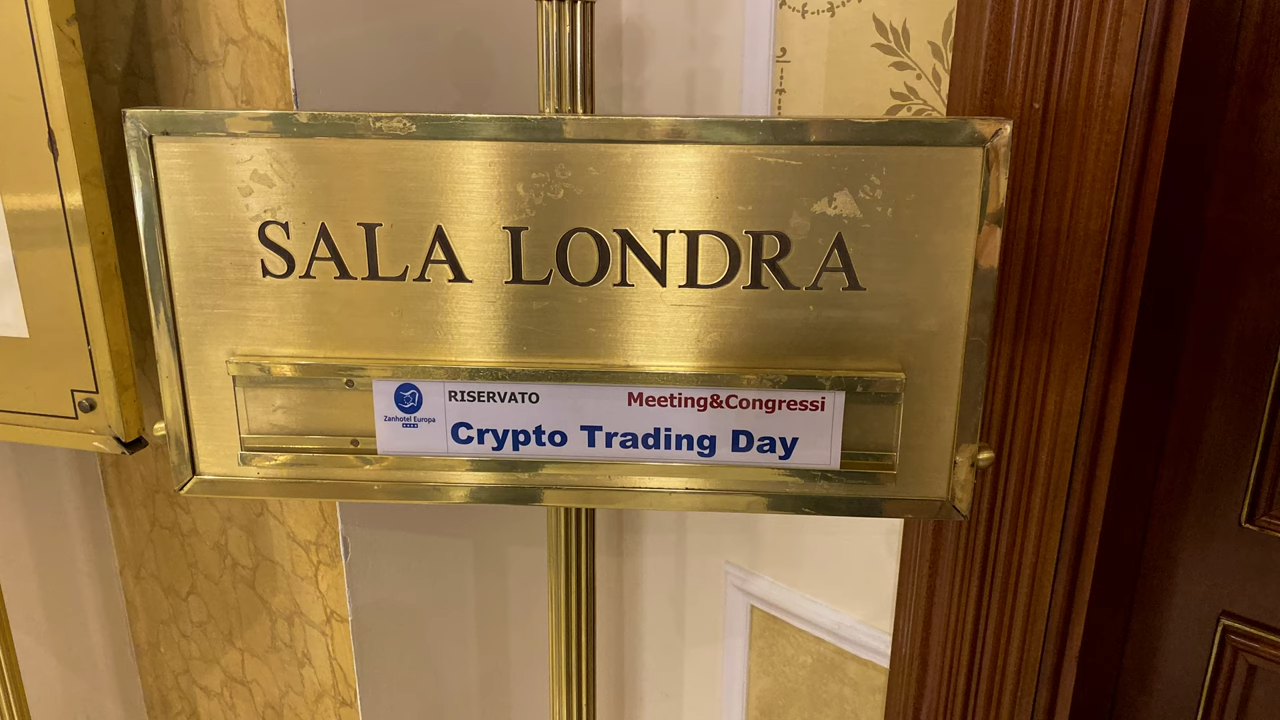 SALA LONDRA
RISERVATO Meeting&Congressi
Zanhotel Europa
Crypto Trading Day